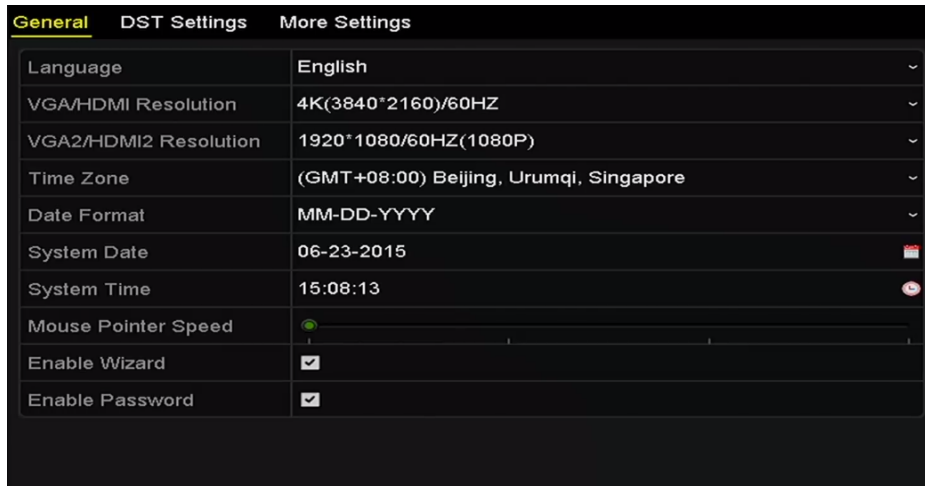 General DST Settings More Settings
Language English
VGA/HDMI Resolution 4K(3840*2160)/60HZ
VGA2/HDMI2 Resolution 1920*1080/60HZ(1080P)
Time Zone (GMT+08:00) Beijing, Urumqi, Singapore
Date Format MM-DD-YYYY
System Date 06-23-2015
System Time 15:08:13
Mouse Pointer Speed
Enable Wizard
Enable Password